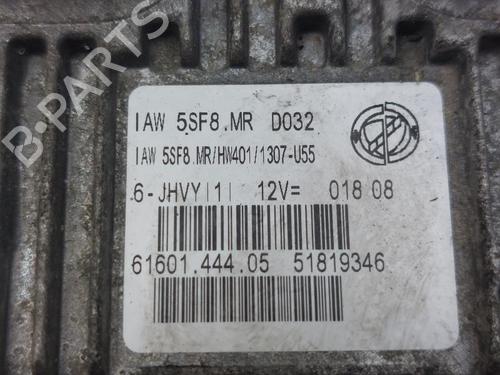 B-PARTS
IAW 5SF8.MR D032
IAW 5SF8.MR/HW401/1307-U55
6-JHVY|1| 12V= 018 08
61601.444.05 51819346